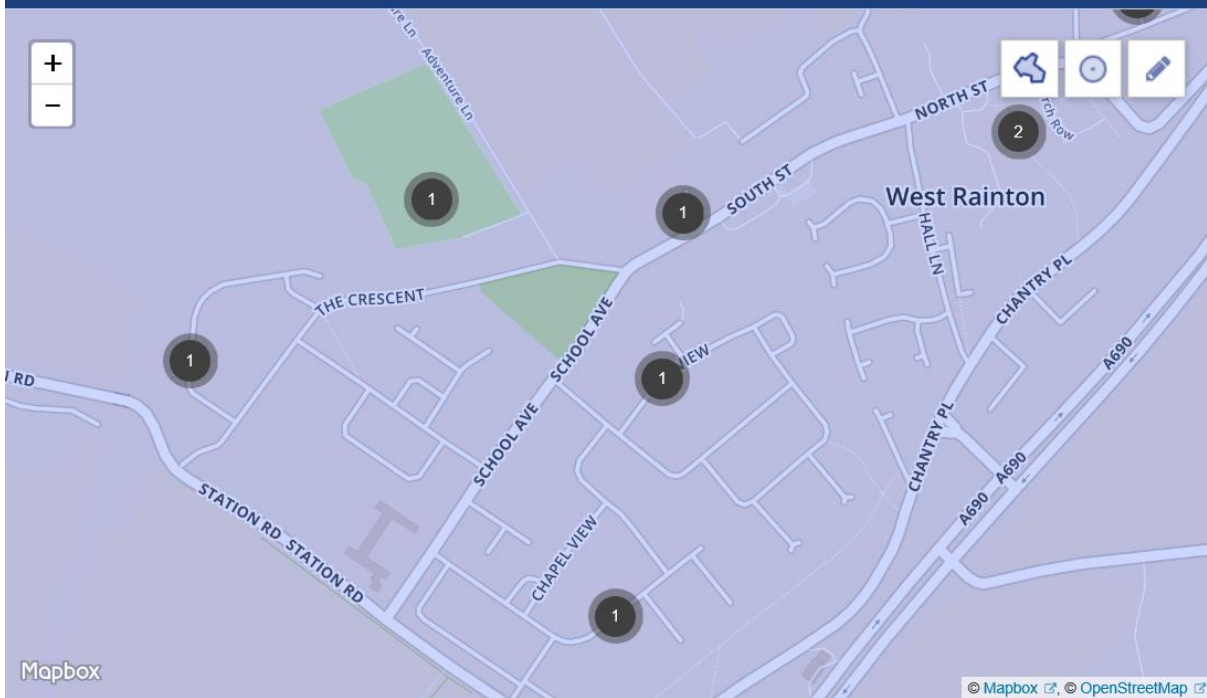 +
−
Adventure Ln
NORTH ST
2
1
1
SOUTH ST
West Rainton
HALL LN
THE CRESCENT
CHANTRY PL
SCHOOL AVE
1
1
VIEW
A690
RD
SCHOOL AVE
CHANTRY PL
A690
A690
STATION RD
STATION RD
CHAPEL VIEW
1
Mapbox
© Mapbox, © OpenStreetMap